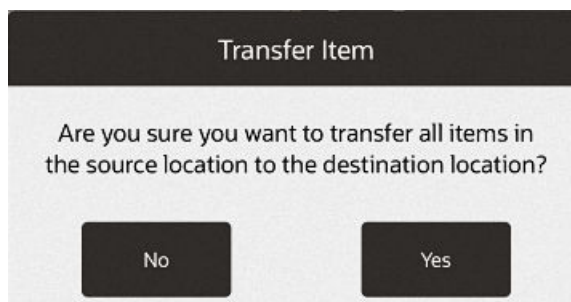 Transfer Item
Are you sure you want to transfer all items in
the source location to the destination location?
No
Yes